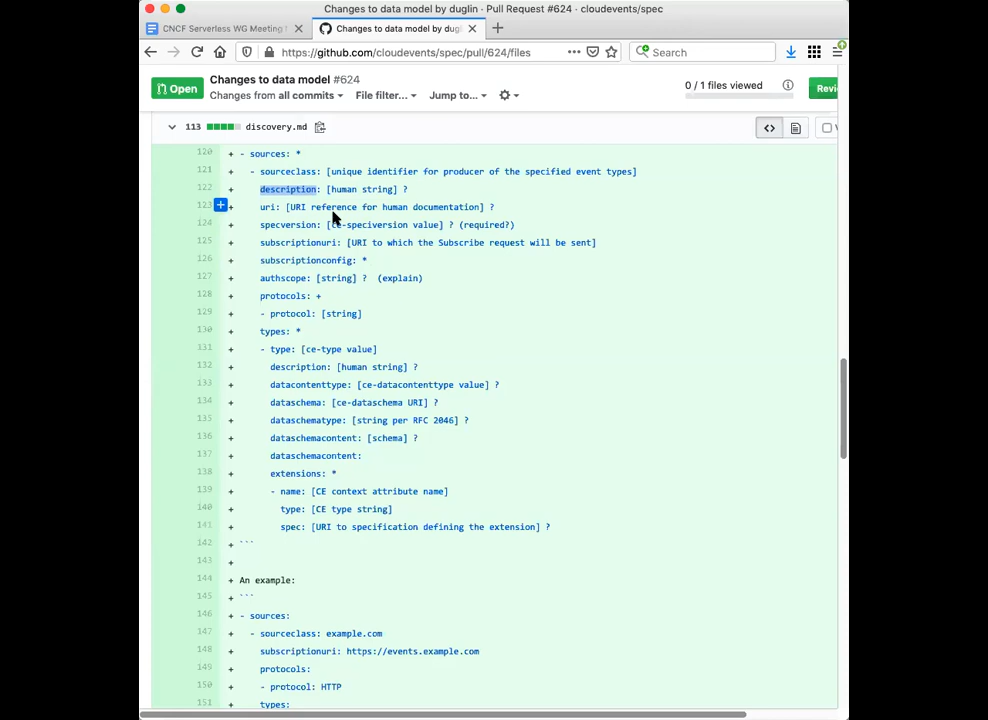 Changes to data model by duglin · Pull Request #624 · cloudevents/spec
CNCF Serverless WG Meeting
Changes to data model by dug
https://github.com/cloudevents/spec/pull/624/files
Search
Open
Changes to data model #624
Changes from all commits
File filter...
Jump to...
0 / 1 files viewed
Revi
113 discovery.md
120 + - sources: *
121 + - sourceclass: [unique identifier for producer of the specified event types]
122 + description: [human string] ?
123 + uri: [URI reference for human documentation] ?
124 + specversion: [ce-speciversion value] ? (required?)
125 + subscriptionuri: [URI to which the Subscribe request will be sent]
126 + subscriptionconfig: *
127 + authscope: [string] ? (explain)
128 + protocols: +
129 + - protocol: [string]
130 + types: *
131 + - type: [ce-type value]
132 + description: [human string] ?
133 + datacontenttype: [ce-datacontenttype value] ?
134 + dataschema: [ce-dataschema URI] ?
135 + dataschematype: [string per RFC 2046] ?
136 + dataschemacontent: [schema] ?
137 + dataschemacontent:
138 + extensions: *
139 + - name: [CE context attribute name]
140 + type: [CE type string]
141 + spec: [URI to specification defining the extension] ?
142 + ```
143 +
144 + An example:
145 + ```
146 + - sources:
147 + - sourceclass: example.com
148 + subscriptionuri: https://events.example.com
149 + protocols:
150 + - protocol: HTTP
151 + types: